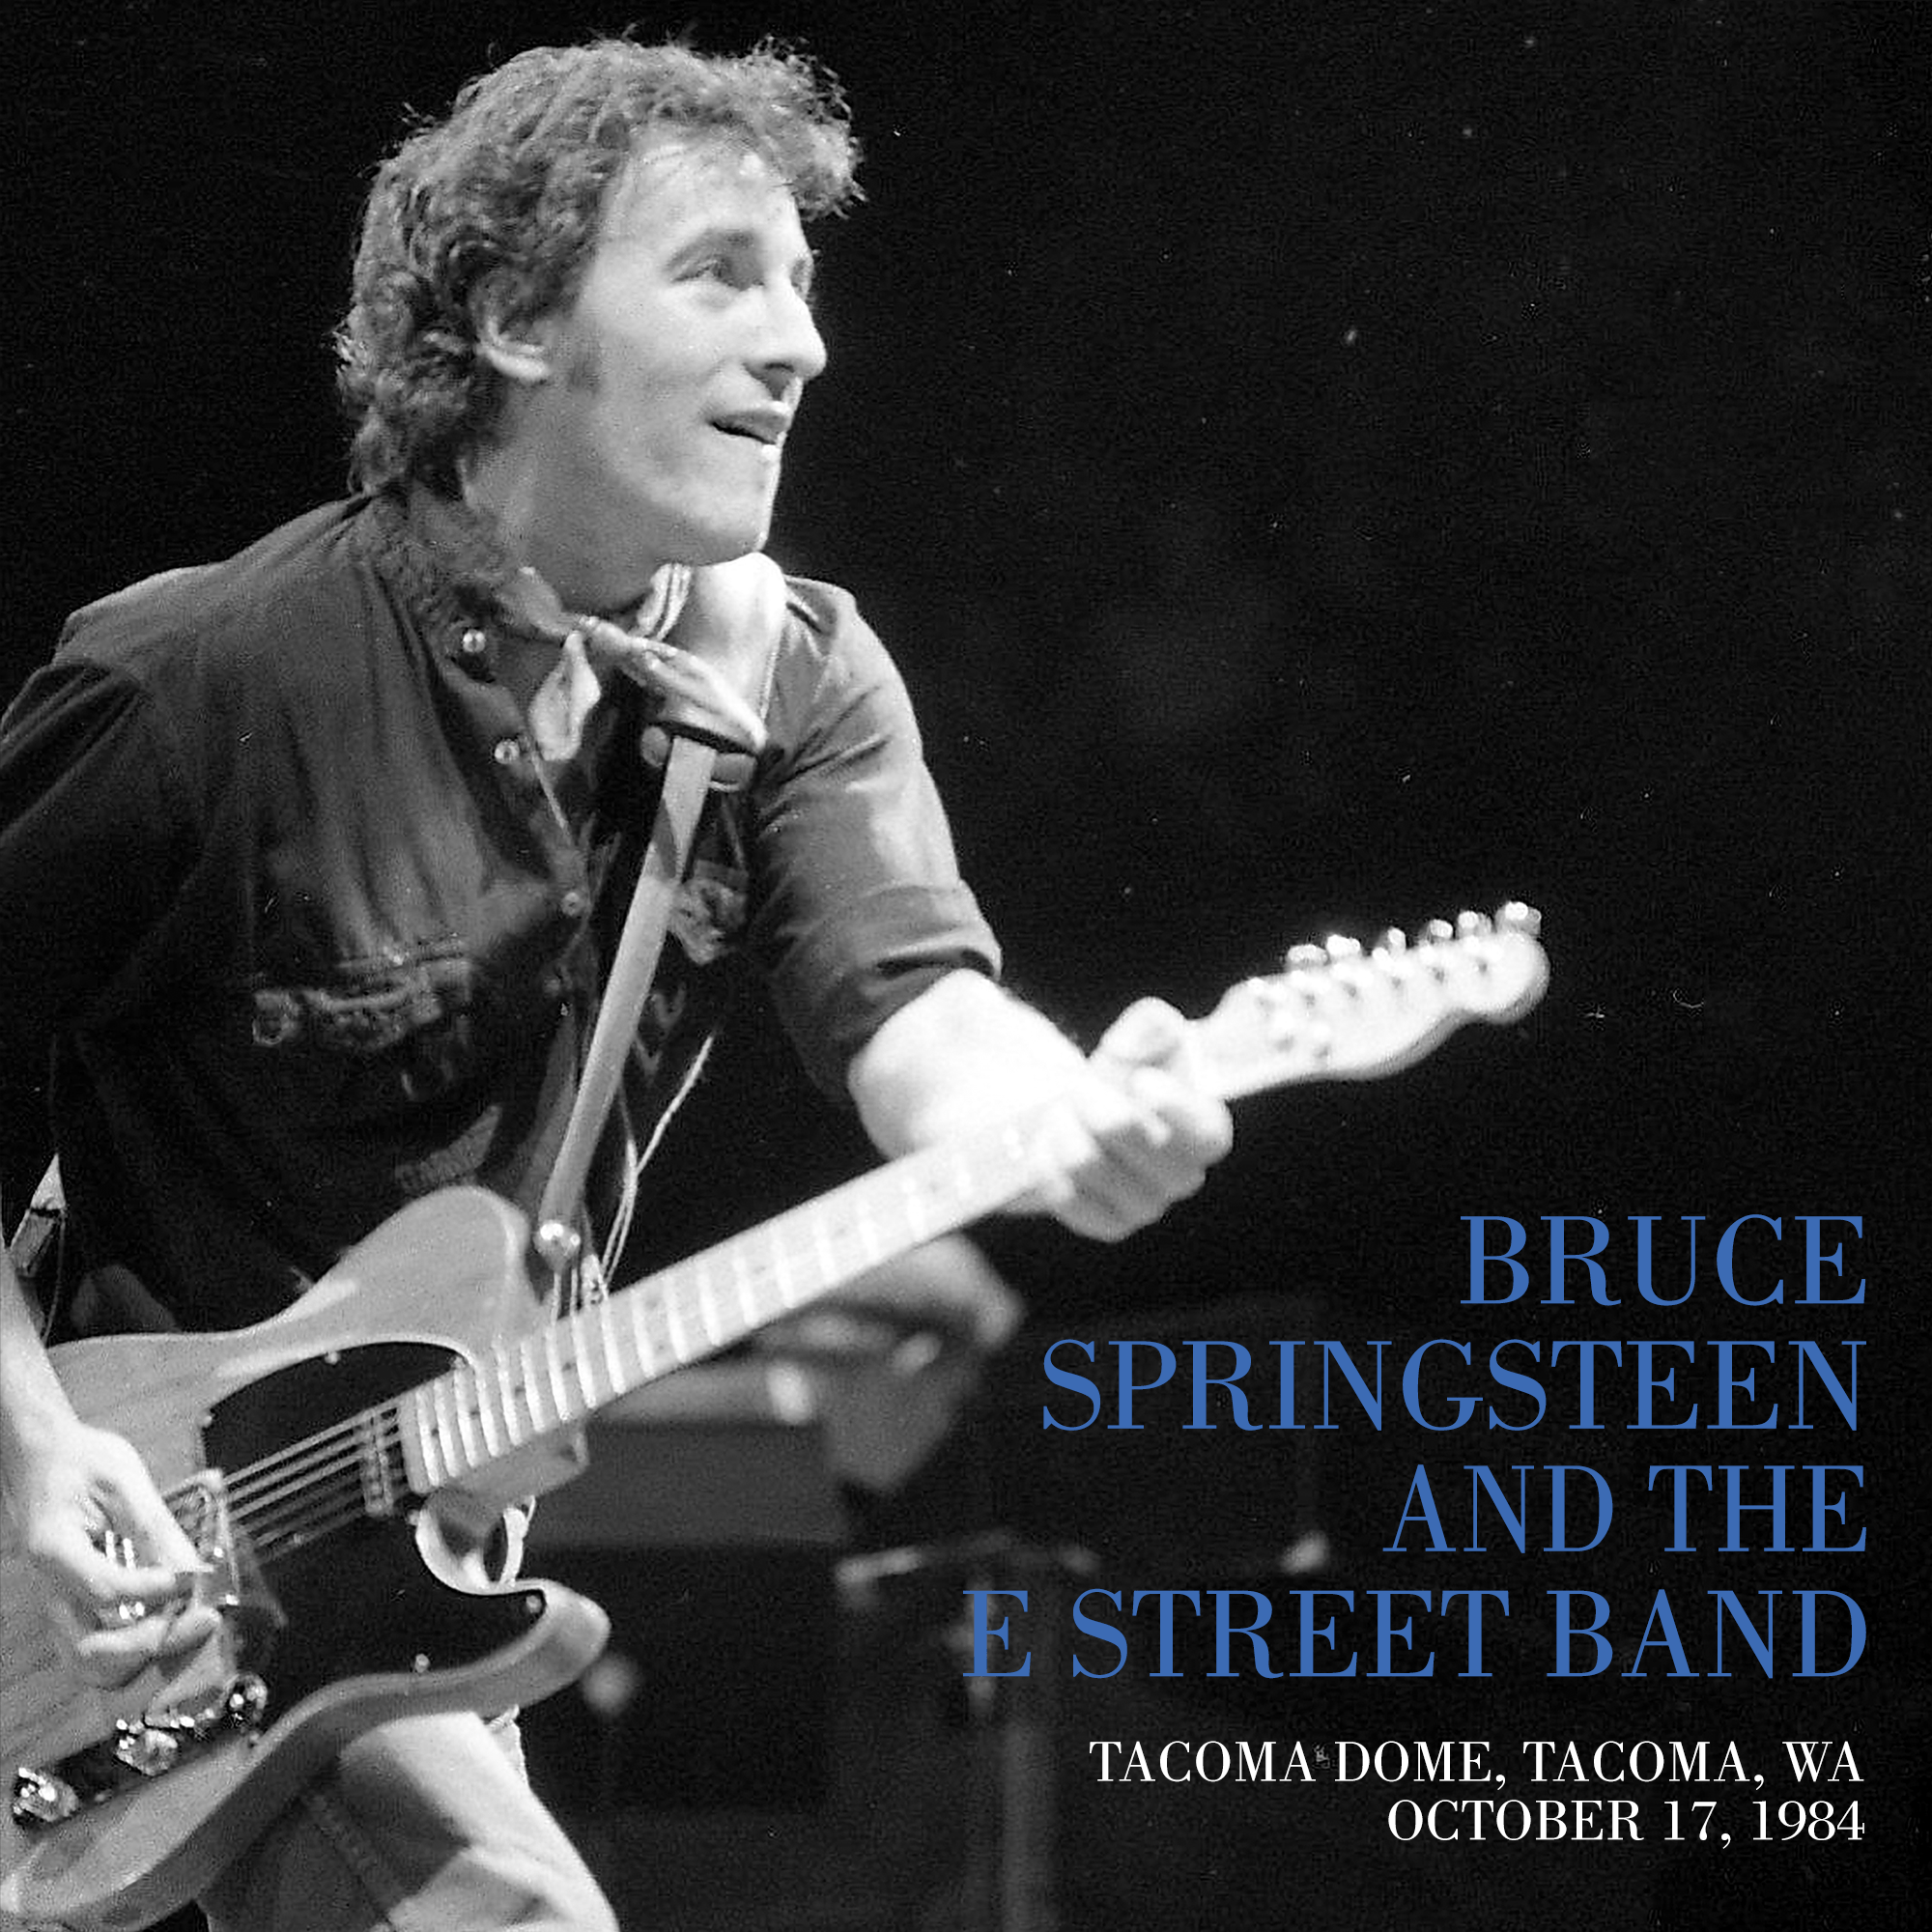 BRUCE
SPRINGSTEEN
AND THE
E STREET BAND
TACOMA DOME, TACOMA, WA
OCTOBER 17, 1984